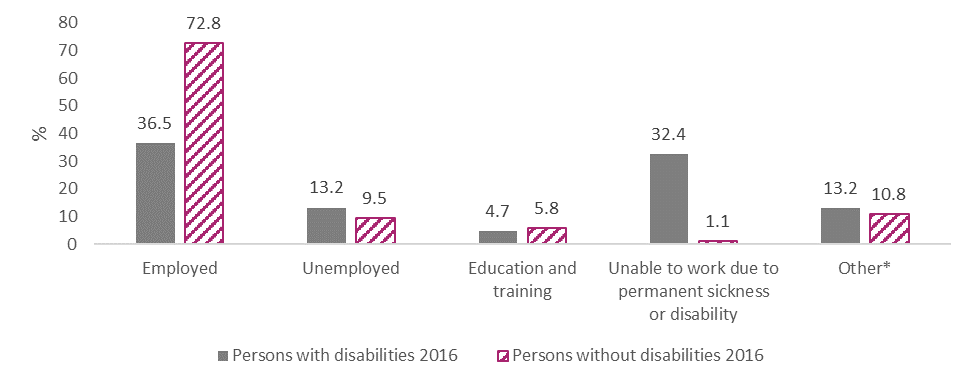 80
70
60
50
40
30
20
10
0
%
36.5
72.8
13.2
9.5
4.7
5.8
32.4
1.1
13.2
10.8
Employed
Unemployed
Education and
training
Unable to work due to
permanent sickness
or disability
Other*
Persons with disabilities 2016
Persons without disabilities 2016